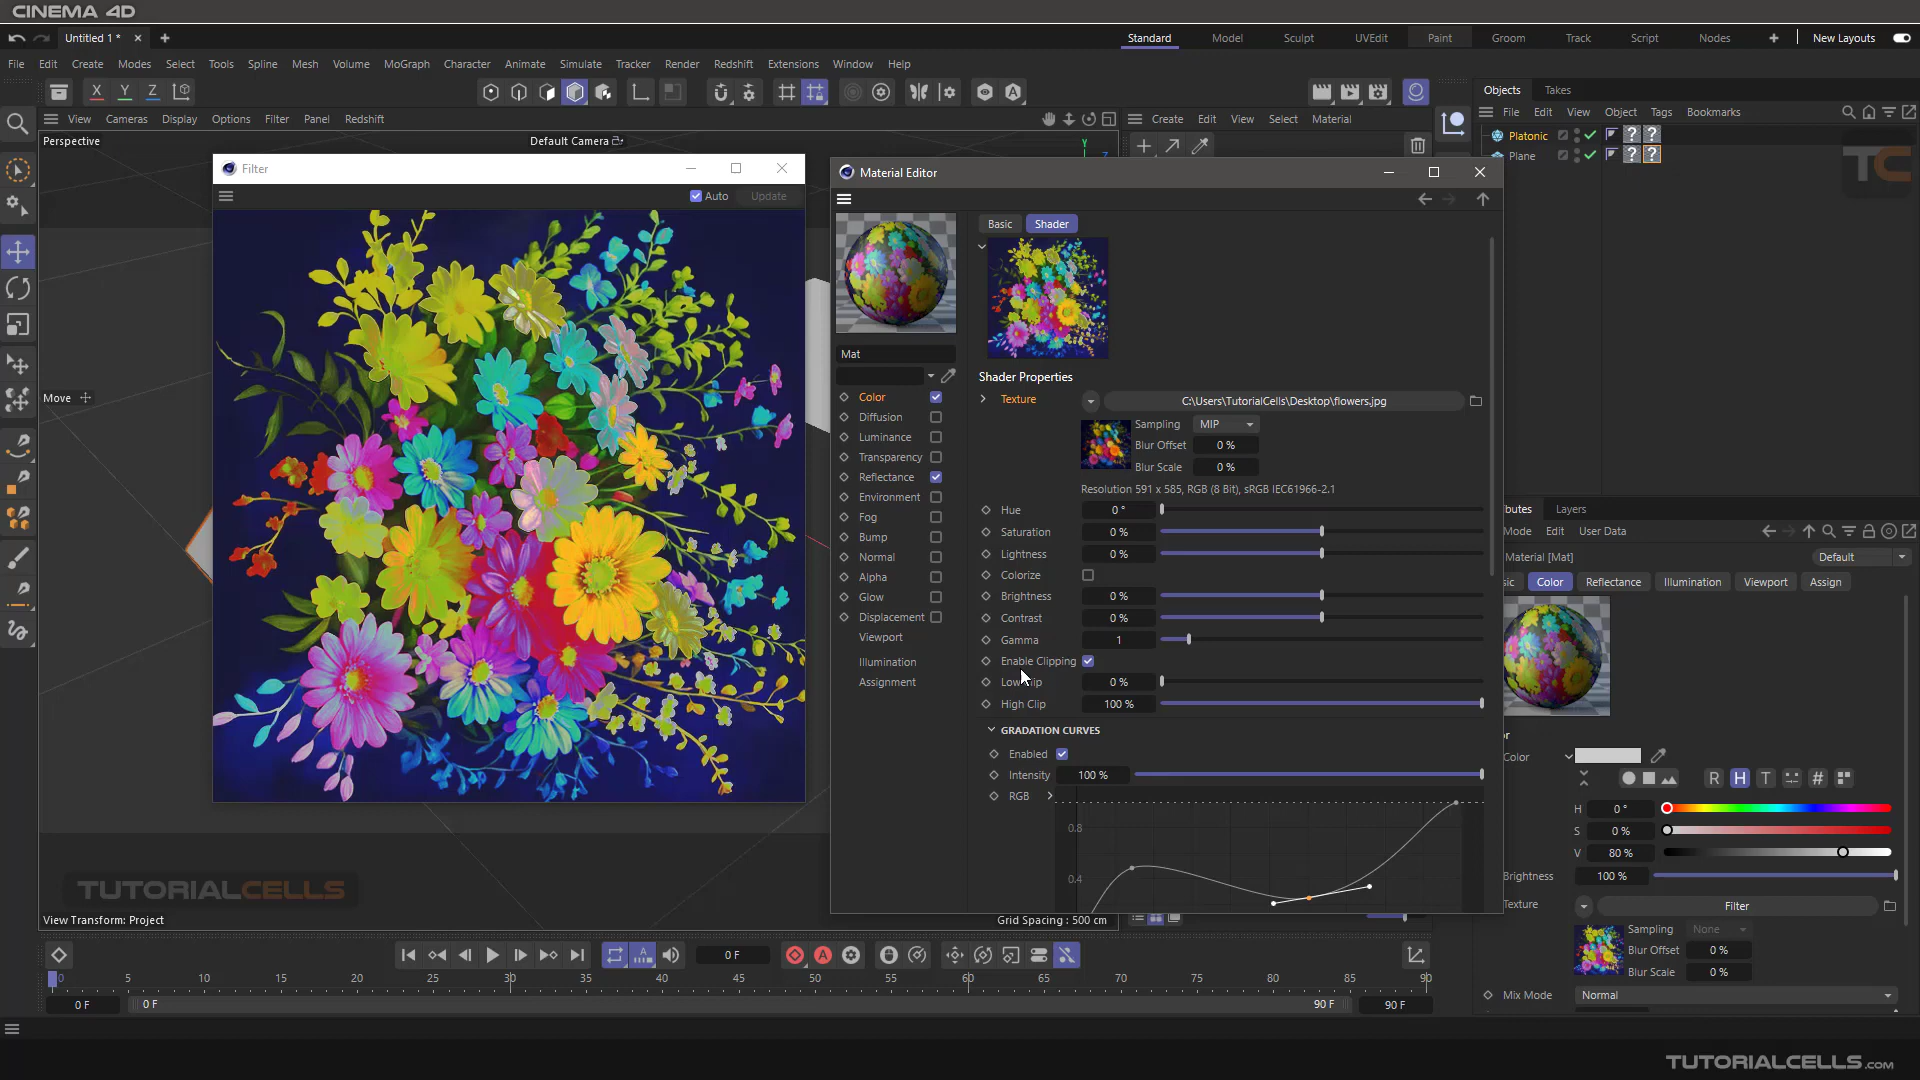 CINEMA 4D
Untitled 1 *
Standard Model Sculpt UVEdit Paint Groom Track Script Nodes New Layouts
File Edit Create Modes Select Tools Spline Mesh Volume MoGraph Character Animate Simulate Tracker Render Redshift Extensions Window Help
X Y Z
Objects Takes
View Cameras Display Options Filter Panel Redshift
Create Edit View Select Material
File Edit View Object Tags Bookmarks
Perspective
Default Camera
Y
Platonic
Plane
TC
Filter
Auto Update
Material Editor
Basic Shader
Mat
Shader Properties
Texture C:\Users\TutorialCells\Desktop\flowers.jpg
Sampling MIP
Blur Offset 0 %
Blur Scale 0 %
Resolution 591 x 585, RGB (8 Bit), sRGB IEC61966-2.1
Move
Color
Diffusion
Luminance
Transparency
Reflectance
Environment
Fog
Bump
Normal
Alpha
Glow
Displacement
Viewport
Illumination
Assignment
Hue 0 °
Saturation 0 %
Lightness 0 %
Colorize
Brightness 0 %
Contrast 0 %
Gamma 1
Enable Clipping
High Clip 100 %
GRADATION CURVES
Enabled
Intensity 100 %
RGB
0.8
0.4
butes Layers
Mode Edit User Data
Material [Mat] Default
sic Color Reflectance Illumination Viewport Assign
or
Color
R H T #
H 0 °
S 0 %
V 80 %
Brightness 100 %
Texture Filter
Sampling None
Blur Offset 0 %
Blur Scale 0 %
Mix Mode Normal
TUTORIALCELLS
View Transform: Project
Grid Spacing : 500 cm
0 F
0 5 10 15 20 25 30 35 40 45 50 55 60 65 70 75 80 85 90
0 F 0 F 90 F 90 F
TUTORIALCELLS.com